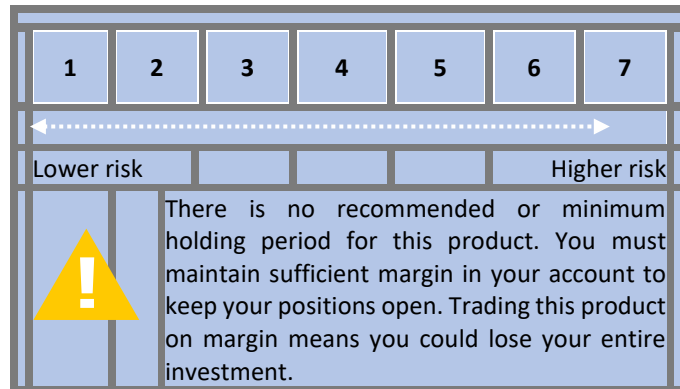 1 2 3 4 5 6 7
Lower risk Higher risk
!
There is no recommended or minimum
holding period for this product. You must
maintain sufficient margin in your account to
keep your positions open. Trading this product
on margin means you could lose your entire
investment.